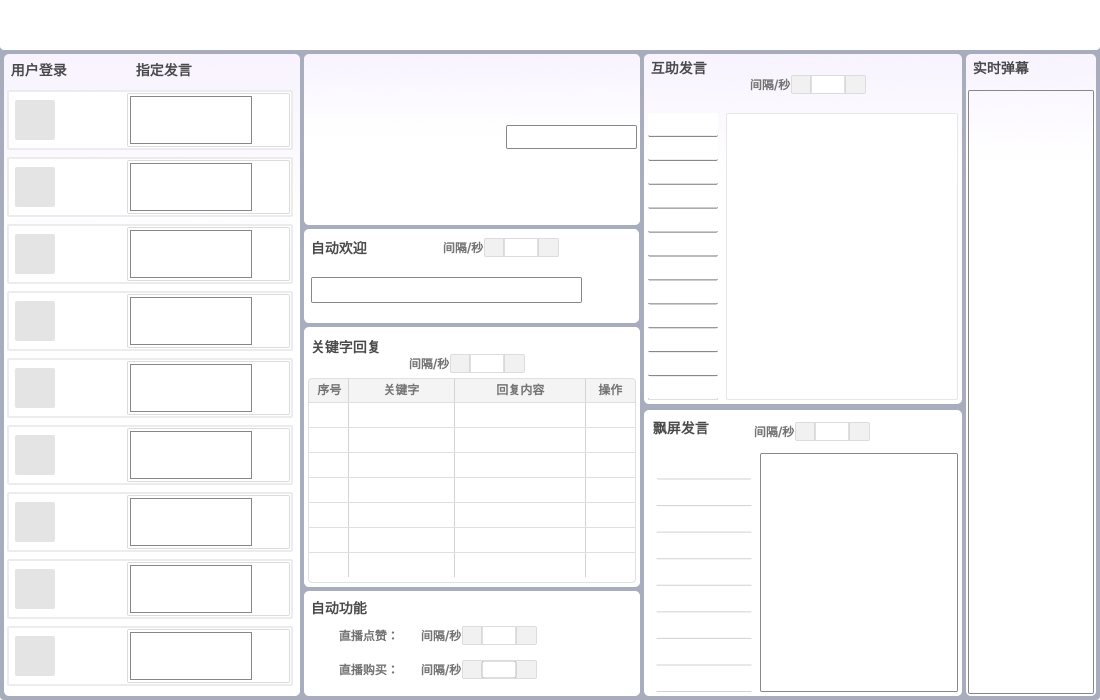 用户登录
指定发言
自动欢迎
间隔/秒
关键字回复
间隔/秒
序号
关键字
回复内容
操作
自动功能
直播点赞：
间隔/秒
直播购买：
间隔/秒
互助发言
间隔/秒
飘屏发言
间隔/秒
实时弹幕